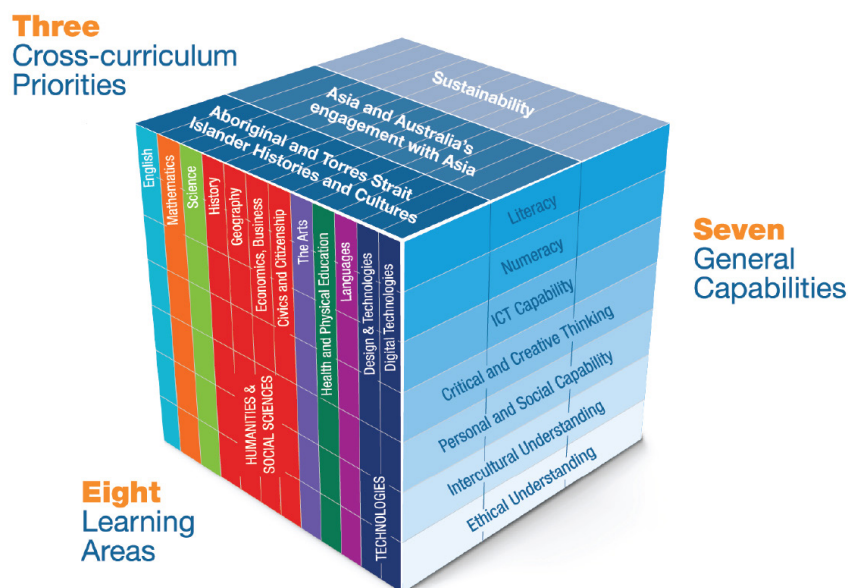 Three
Cross-curriculum
Priorities
Sustainability
Asia and Australia's
engagement with Asia
Aboriginal and Torres Strait
Islander Histories and Cultures
English
Mathematics
Science
History
Geography
Economics, Business
Civics and Citizenship
HUMANITIES &
SOCIAL SCIENCES
The Arts
Health and Physical Education
Languages
Design & Technologies
Digital Technologies
TECHNOLOGIES
Literacy
Numeracy
ICT Capability
Critical and Creative Thinking
Personal and Social Capability
Intercultural Understanding
Ethical Understanding
Seven
General
Capabilities
Eight
Learning
Areas